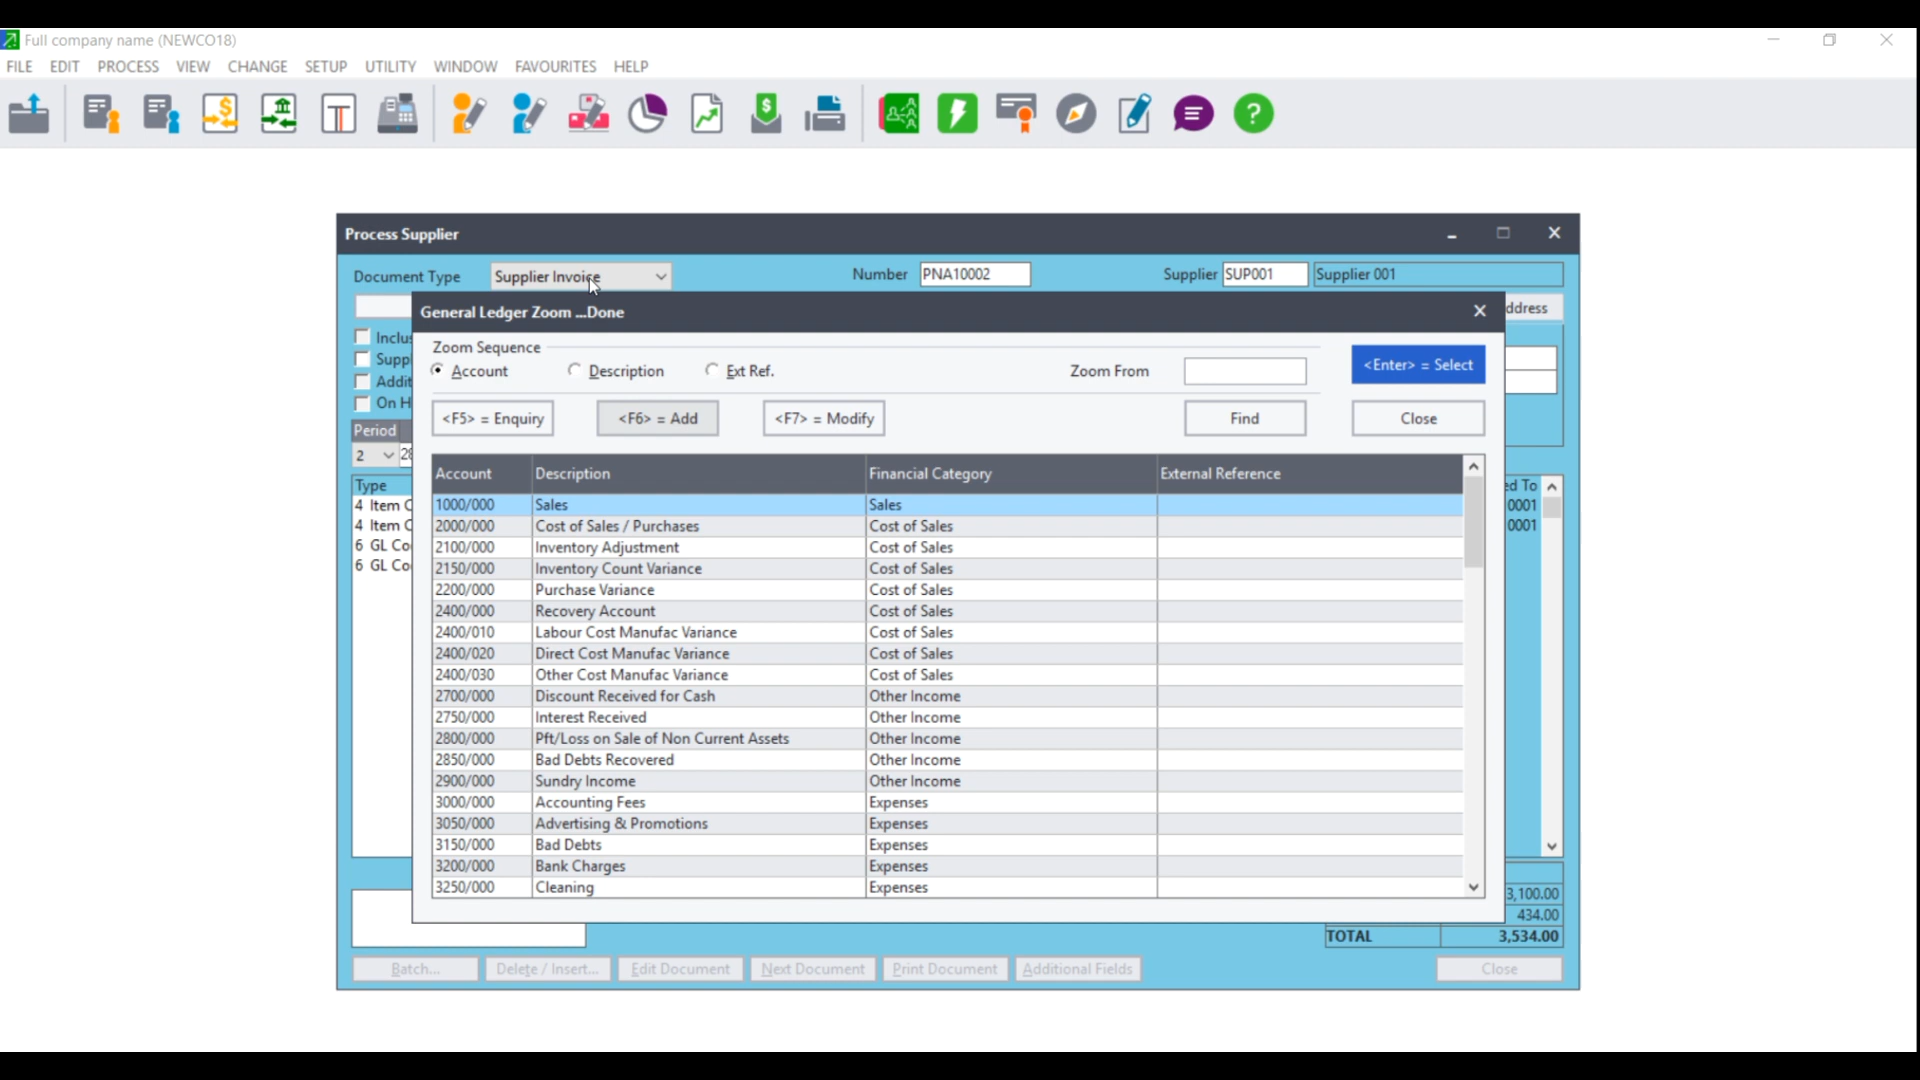 Full company name (NEWCO18)
FILE EDIT PROCESS VIEW CHANGE SETUP UTILITY WINDOW FAVOURITES HELP
Process Supplier
Document Type Supplier Invoice Number PNA10002 Supplier SUP001 Supplier 001
General Ledger Zoom ...Done
ddress
Zoom Sequence
Account Description Ext Ref. Zoom From <Enter> = Select
<F5> = Enquiry <F6> = Add <F7> = Modify Find Close
Inclus
Suppl
Addit
On H
Period
2 28
Type
4 Item C
4 Item C
6 GL Co
6 GL Co
Account Description Financial Category External Reference
1000/000 Sales Sales
2000/000 Cost of Sales / Purchases Cost of Sales
2100/000 Inventory Adjustment Cost of Sales
2150/000 Inventory Count Variance Cost of Sales
2200/000 Purchase Variance Cost of Sales
2400/000 Recovery Account Cost of Sales
2400/010 Labour Cost Manufac Variance Cost of Sales
2400/020 Direct Cost Manufac Variance Cost of Sales
2400/030 Other Cost Manufac Variance Cost of Sales
2700/000 Discount Received for Cash Other Income
2750/000 Interest Received Other Income
2800/000 Pft/Loss on Sale of Non Current Assets Other Income
2850/000 Bad Debts Recovered Other Income
2900/000 Sundry Income Other Income
3000/000 Accounting Fees Expenses
3050/000 Advertising & Promotions Expenses
3150/000 Bad Debts Expenses
3200/000 Bank Charges Expenses
3250/000 Cleaning Expenses
ed To
0001
0001
3,100.00
434.00
TOTAL 3,534.00
Batch... Delete / Insert... Edit Document Next Document Print Document Additional Fields Close